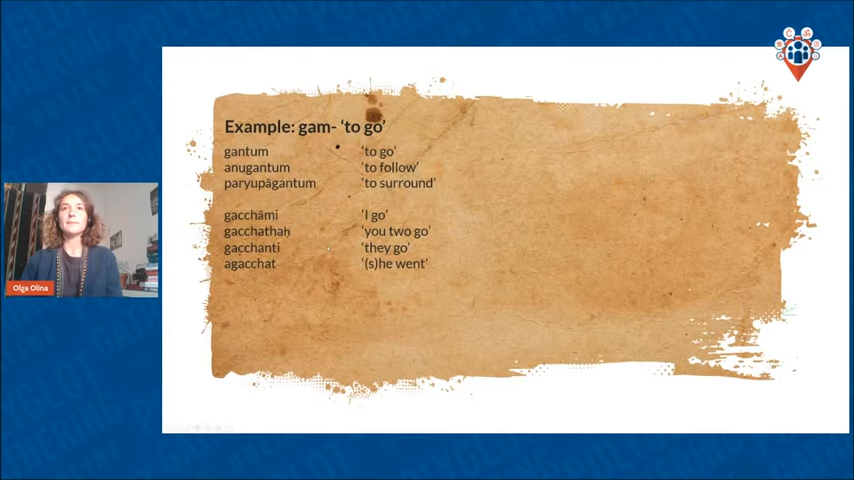 Example: gam- ‘to go’
gantum ‘to go’
anugantum ‘to follow’
paryupāgantum ‘to surround’
gacchāmi ‘I go’
gacchathaḥ ‘you two go’
gacchanti ‘they go’
agacchat ‘(s)he went’
Olga Olina